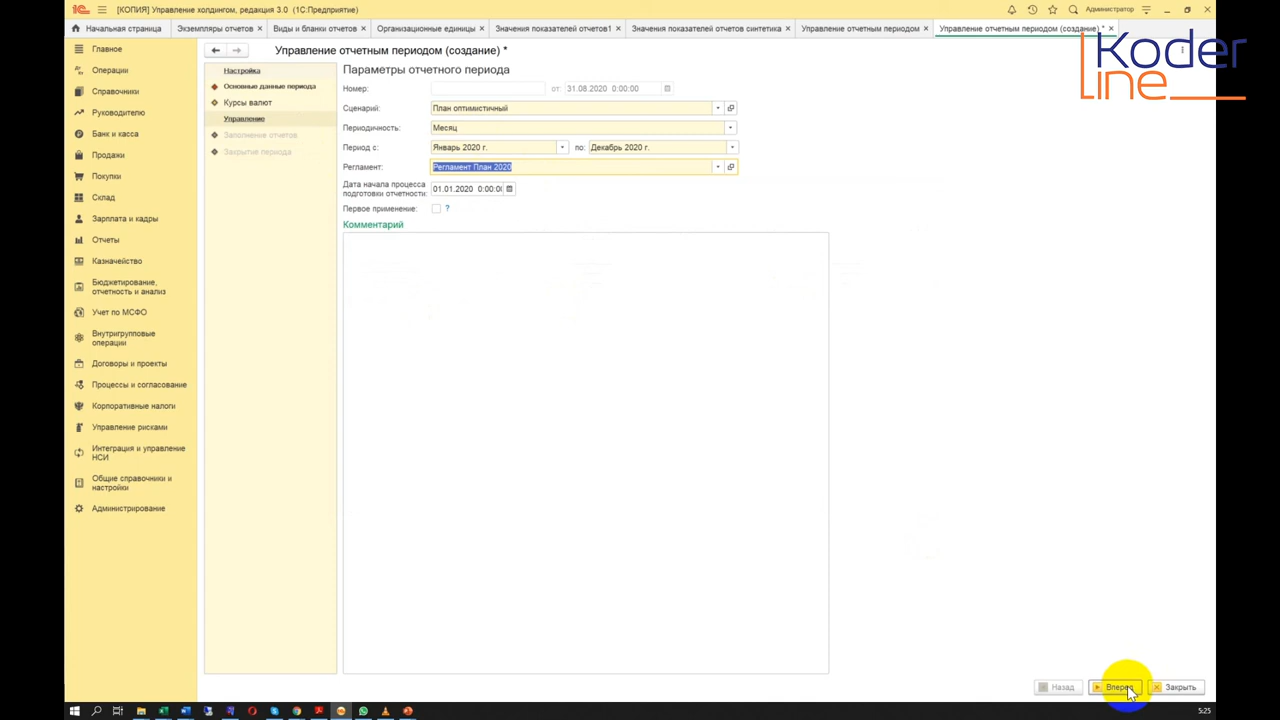 [КОПИЯ] Управление холдингом, редакция 3.0 (1С:Предприятие)
Администратор
Начальная страница
Экземпляры отчетов ×
Виды и бланки отчетов ×
Организационные единицы ×
Значения показателей отчетов1 ×
Значения показателей отчетов синтетика ×
Управление отчетным периодом ×
Управление отчетным периодом (создание) * ×
Koder
Line
Главное
Операции
Справочники
Руководителю
Банк и касса
Продажи
Покупки
Склад
Зарплата и кадры
Отчеты
Казначейство
Бюджетирование,
отчетность и анализ
Учет по МСФО
Внутригрупповые
операции
Договоры и проекты
Процессы и согласование
Корпоративные налоги
Управление рисками
Интеграция и управление
НСИ
Общие справочники и
настройки
Администрирование
Управление отчетным периодом (создание) *
Настройка
Основные данные периода
Курсы валют
Управление
Заполнение отчетов
Закрытие периода
Параметры отчетного периода
Номер: от: 31.08.2020 0:00:00
Сценарий: План оптимистичный
Периодичность: Месяц
Период с: Январь 2020 г. по: Декабрь 2020 г.
Регламент: Регламент План 2020
Дата начала процесса
подготовки отчетности: 01.01.2020 0:00:0
Первое применение: ?
Комментарий
Назад
Вперед
Закрыть
5:25